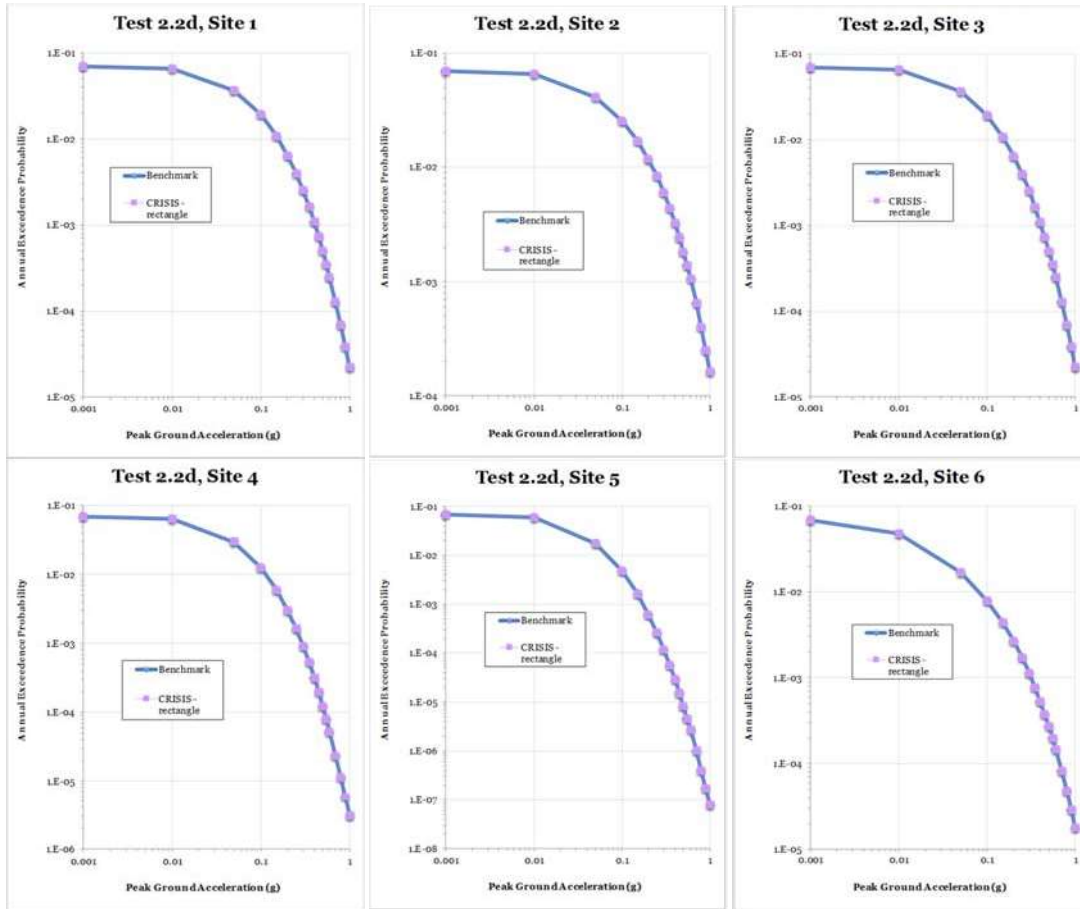 Test 2.2d, Site 1
1.E-01
1.E-02
1.E-03
1.E-04
1.E-05
0.001
0.01
0.1
1
Annual Exceedence Probability
Peak Ground Acceleration (g)
Benchmark
CRISIS-
rectangle
Test 2.2d, Site 2
1.E-01
1.E-02
1.E-03
1.E-04
0.001
0.01
0.1
1
Annual Exceedence Probability
Peak Ground Acceleration (g)
Benchmark
CRISIS-
rectangle
Test 2.2d, Site 3
1.E-01
1.E-02
1.E-03
1.E-04
1.E-05
0.001
0.01
0.1
1
Annual Exceedence Probability
Peak Ground Acceleration (g)
Benchmark
CRISIS-
rectangle
Test 2.2d, Site 4
1.E-01
1.E-02
1.E-03
1.E-04
1.E-05
1.E-06
0.001
0.01
0.1
1
Annual Exceedence Probability
Peak Ground Acceleration (g)
Benchmark
CRISIS-
rectangle
Test 2.2d, Site 5
1.E-01
1.E-02
1.E-03
1.E-04
1.E-05
1.E-06
1.E-07
1.E-08
0.001
0.01
0.1
1
Annual Exceedence Probability
Peak Ground Acceleration (g)
Benchmark
CRISIS-
rectangle
Test 2.2d, Site 6
1.E-01
1.E-02
1.E-03
1.E-04
1.E-05
0.001
0.01
0.1
1
Annual Exceedence Probability
Peak Ground Acceleration (g)
Benchmark
CRISIS-
rectangle